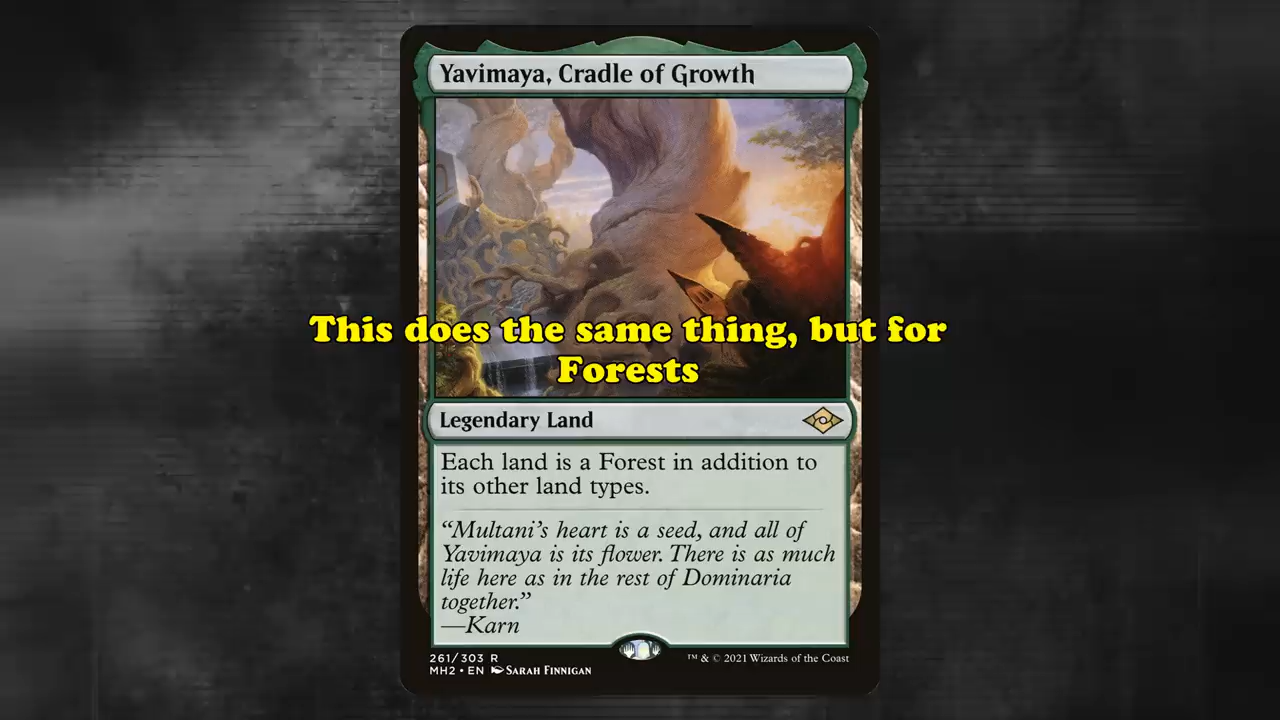 Yavimaya, Cradle of Growth
This does the same thing, but for
Forests
Legendary Land
Each land is a Forest in addition to
its other land types.
“Multani’s heart is a seed, and all of
Yavimaya is its flower. There is as much
life here as in the rest of Dominaria
together.”
—Karn
261/303 R
MH2 • EN Sarah Finnigan
™ & © 2021 Wizards of the Coast